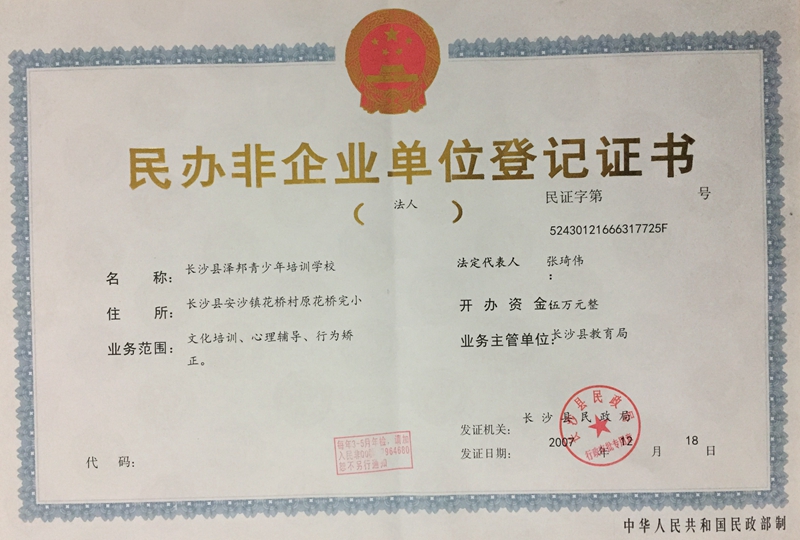 民办非企业单位登记证书
（ 法人 ）
民证字第 号
52430121666317725F
名 称: 长沙县泽邦青少年培训学校
法定代表人: 张琦伟
住 所: 长沙县安沙镇花桥村原花桥完小
开办资金: 伍万元整
业务范围: 文化培训、心理辅导、行为矫
正。
业务主管单位: 长沙县教育局
发证机关: 长沙县民政局
发证日期: 2007 年 12 月 18 日
代 码:
长沙县民政局
中华人民共和国民政部制